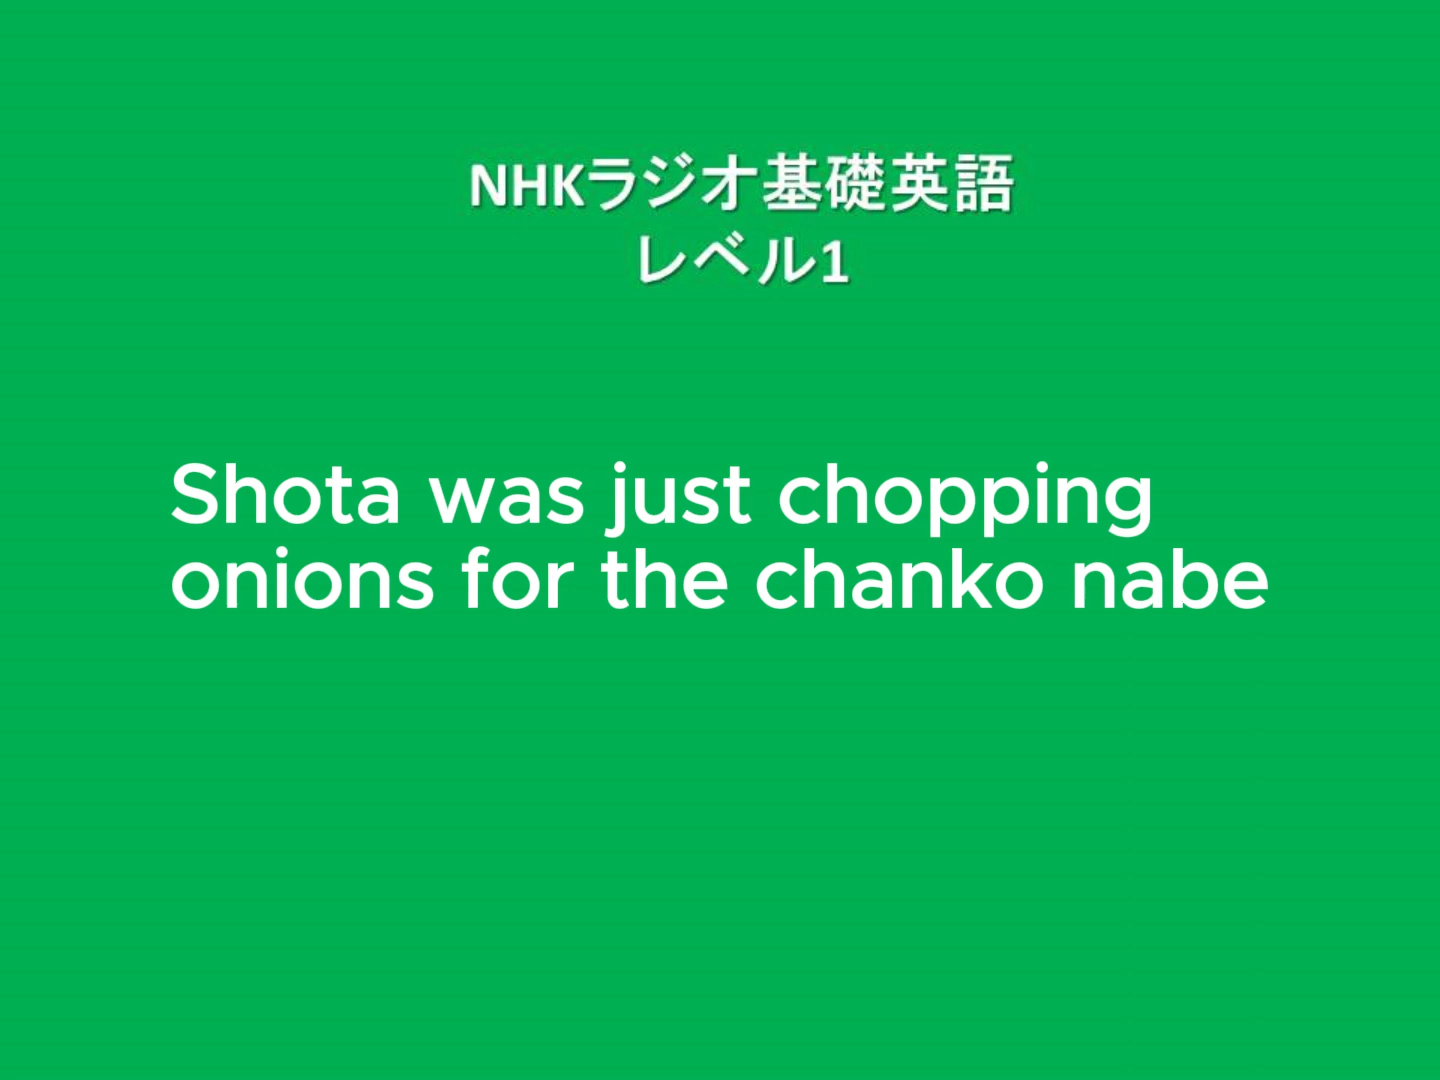 NHKラジオ基礎英語
レベル1
Shota was just chopping
onions for the chanko nabe